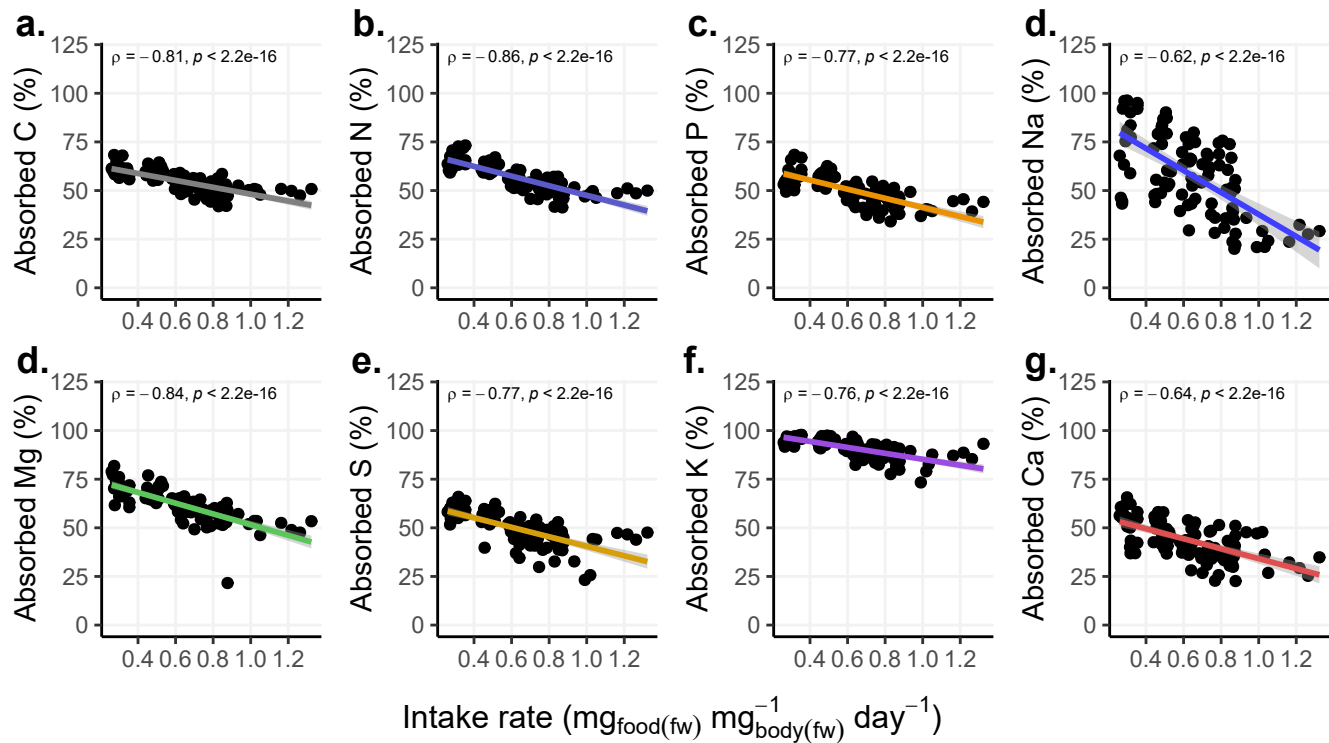 a.
b.
c.
d.
ρ = −0.81, p < 2.2e-16
ρ = −0.86, p < 2.2e-16
ρ = −0.77, p < 2.2e-16
ρ = −0.62, p < 2.2e-16
Absorbed C (%)
125
100
75
50
25
0
0.4 0.6 0.8 1.0 1.2
Absorbed N (%)
125
100
75
50
25
0
0.4 0.6 0.8 1.0 1.2
Absorbed P (%)
125
100
75
50
25
0
0.4 0.6 0.8 1.0 1.2
Absorbed Na (%)
125
100
75
50
25
0
0.4 0.6 0.8 1.0 1.2
d.
e.
f.
g.
ρ = −0.84, p < 2.2e-16
ρ = −0.77, p < 2.2e-16
ρ = −0.76, p < 2.2e-16
ρ = −0.64, p < 2.2e-16
Absorbed Mg (%)
125
100
75
50
25
0
0.4 0.6 0.8 1.0 1.2
Absorbed S (%)
125
100
75
50
25
0
0.4 0.6 0.8 1.0 1.2
Absorbed K (%)
125
100
75
50
25
0
0.4 0.6 0.8 1.0 1.2
Absorbed Ca (%)
125
100
75
50
25
0
0.4 0.6 0.8 1.0 1.2
Intake rate (mg food(fw) mg −1 body(fw) day −1)